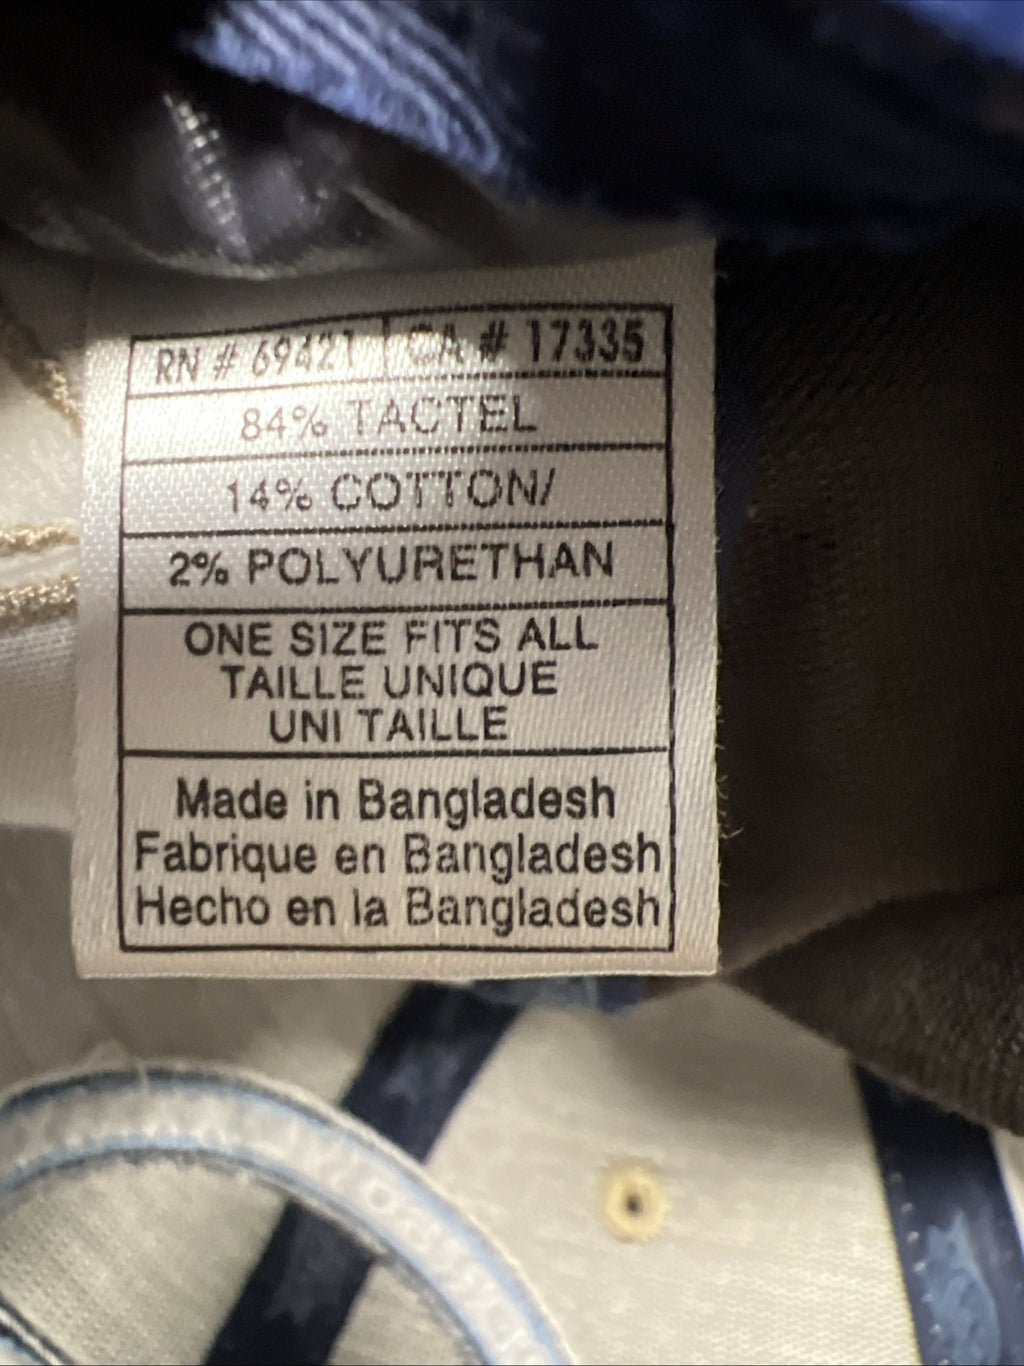 RN # 69421 CA # 17335
84% TACTEL
14% COTTON/
2% POLYURETHAN
ONE SIZE FITS ALL
TAILLE UNIQUE
UNI TAILLE
Made in Bangladesh
Fabrique en Bangladesh
Hecho en la Bangladesh